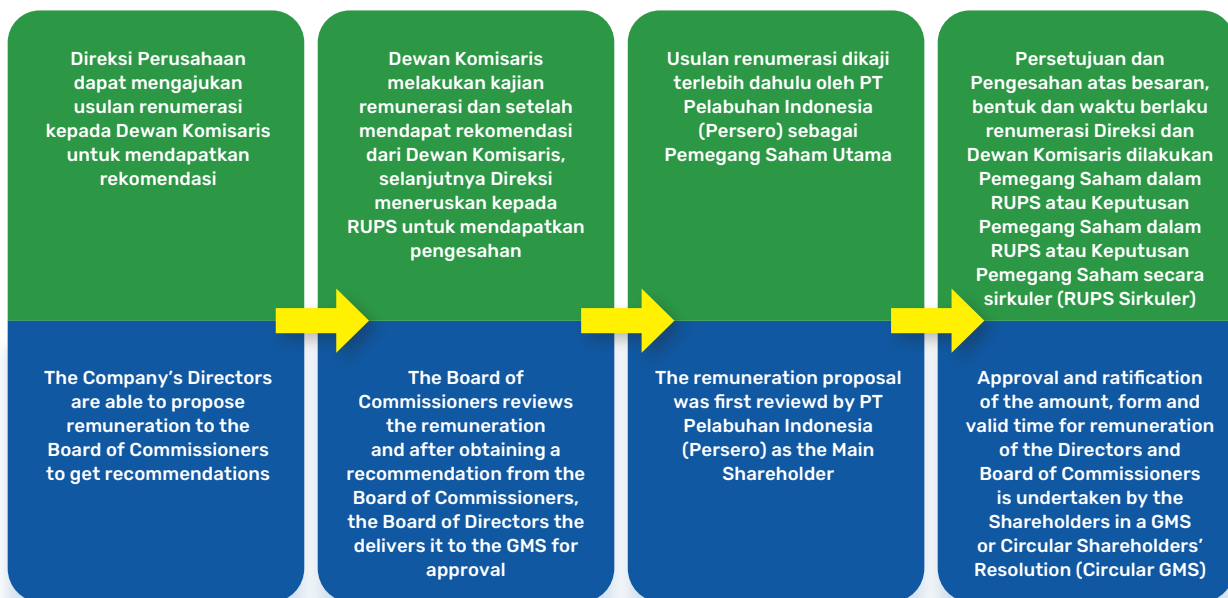 Direksi Perusahaan
dapat mengajukan
usulan renumerasi
kepada Dewan Komisaris
untuk mendapatkan
rekomendasi
Dewan Komisaris
melakukan kajian
remunerasi dan setelah
mendapat rekomendasi
dari Dewan Komisaris,
selanjutnya Direksi
meneruskan kepada
RUPS untuk mendapatkan
pengesahan
Usulan renumerasi dikaji
terlebih dahulu oleh PT
Pelabuhan Indonesia
(Persero) sebagai
Pemegang Saham Utama
Persetujuan dan
Pengesahan atas besaran,
bentuk dan waktu berlaku
renumerasi Direksi dan
Dewan Komisaris dilakukan
Pemegang Saham dalam
RUPS atau Keputusan
Pemegang Saham dalam
RUPS atau Keputusan
Pemegang Saham secara
sirkuler (RUPS Sirkuler)
The Company’s Directors
are able to propose
remuneration to the
Board of Commissioners
to get recommendations
The Board of
Commissioners reviews
the remuneration
and after obtaining a
recommendation from the
Board of Commissioners,
the Board of Directors the
delivers it to the GMS for
approval
The remuneration proposal
was first reviewd by PT
Pelabuhan Indonesia
(Persero) as the Main
Shareholder
Approval and ratification
of the amount, form and
valid time for remuneration
of the Directors and
Board of Commissioners
is undertaken by the
Shareholders in a GMS
or Circular Shareholders’
Resolution (Circular GMS)